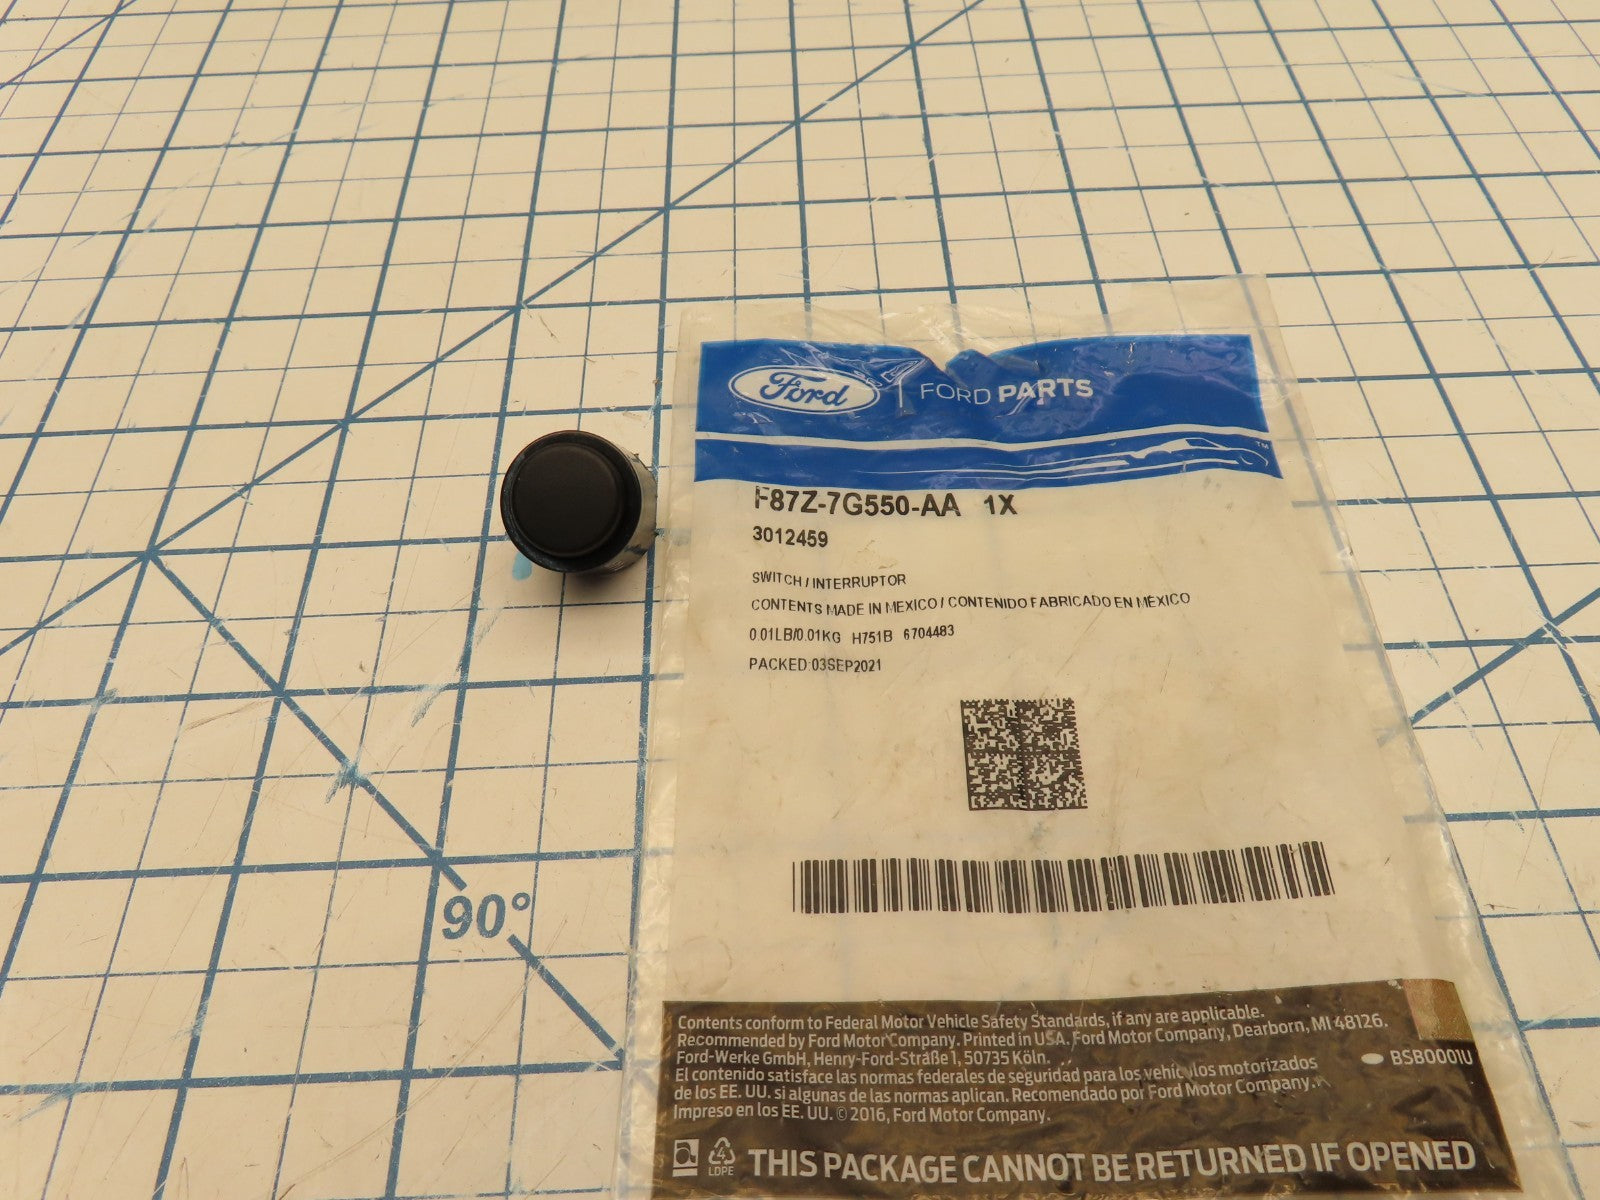 Ford | FORD PARTS
TM
F87Z-7G550-AA 1X
3012459
SWITCH / INTERRUPTOR
CONTENTS MADE IN MEXICO / CONTENIDO FABRICADO EN MÉXICO
0.01LB/0.01KG H751B 6704483
PACKED:03SEP2021
90°
Contents conform to Federal Motor Vehicle Safety Standards, if any are applicable.
Recommended by Ford Motor Company. Printed in USA. Ford Motor Company, Dearborn, MI 48126.
Ford-Werke GmbH, Henry-Ford-Straße 1, 50735 Köln.
BSB0001U
El contenido satisface las normas federales de seguridad para los vehículos motorizados
de los EE. UU. si algunas de las normas aplican. Recomendado por Ford Motor Company.
Impreso en los EE. UU. © 2016, Ford Motor Company.
4
LDPE
THIS PACKAGE CANNOT BE RETURNED IF OPENED